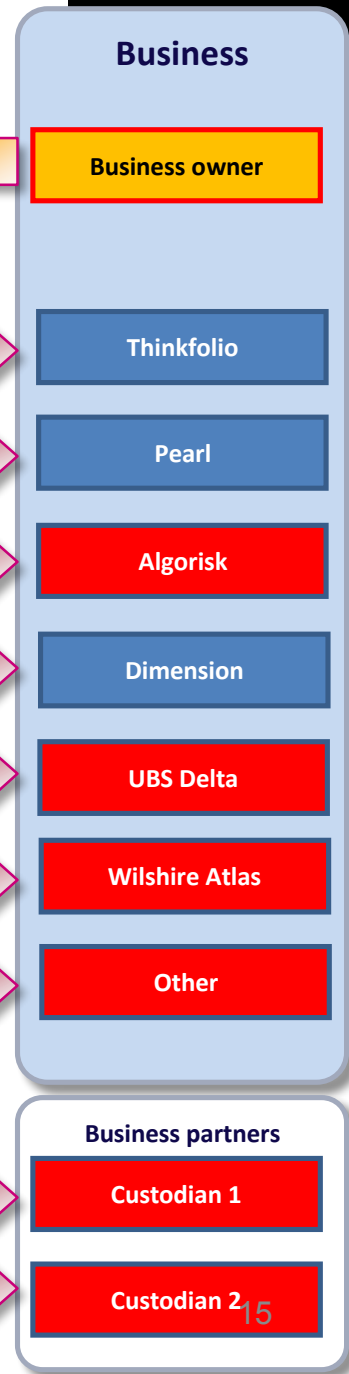 Business
Business owner
Thinkfolio
Pearl
Algorisk
Dimension
UBS Delta
Wilshire Atlas
Other
Business partners
Custodian 1
Custodian 2
15